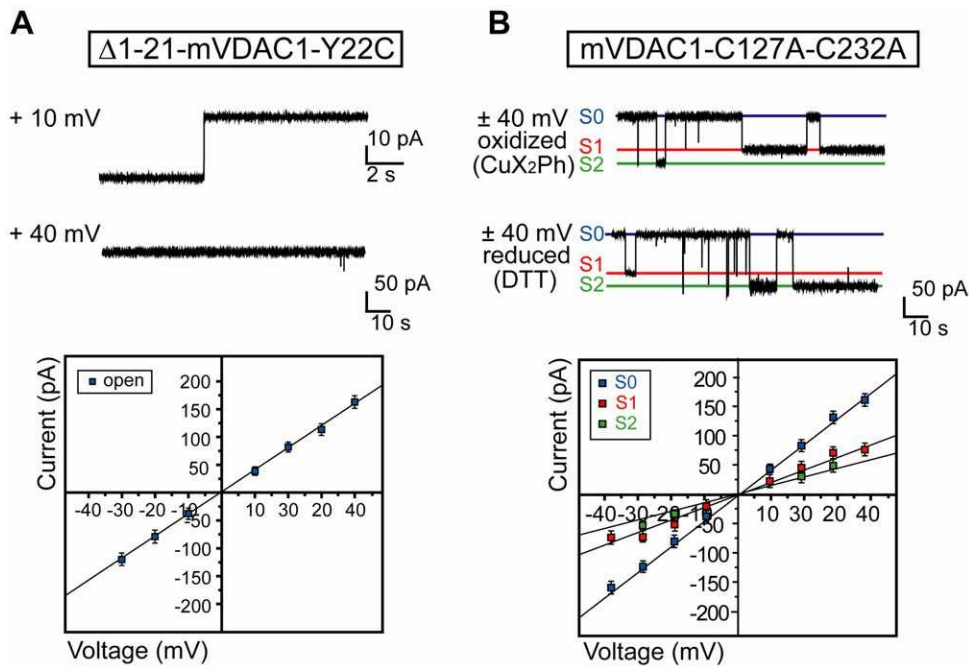 A
Δ1-21-mVDAC1-Y22C
+ 10 mV
10 pA
2 s
+ 40 mV
50 pA
10 s
Current (pA)
open
200
150
100
50
-40 -30 -20 -10
10 30 20 40
-50
-100
-150
-200
Voltage (mV)
B
mVDAC1-C127A-C232A
± 40 mV
oxidized
(CuX2Ph)
S0
S1
S2
± 40 mV
reduced
(DTT)
S0
S1
S2
50 pA
10 s
Current (pA)
S0
S1
S2
200
150
100
50
-40 -30 -20 -10
10 30 20 40
-50
-100
-150
-200
Voltage (mV)